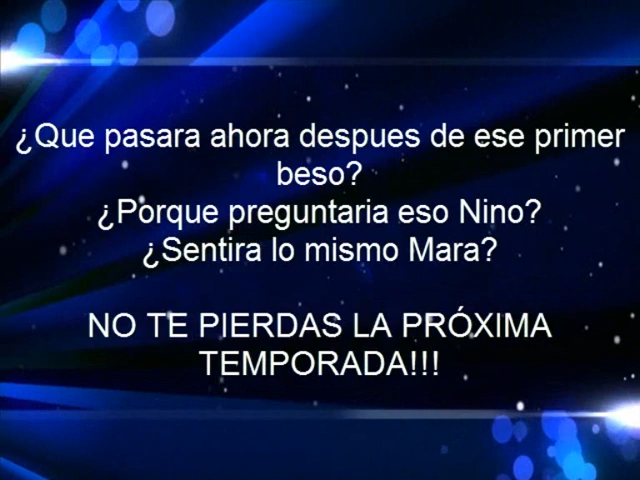 ¿Que pasara ahora despues de ese primer
beso?
¿Porque preguntaria eso Nino?
¿Sentira lo mismo Mara?
NO TE PIERDAS LA PRÓXIMA
TEMPORADA!!!